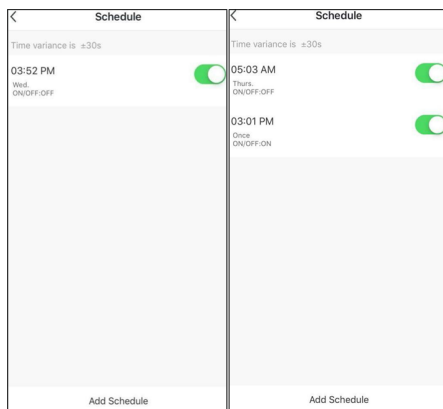 Schedule
Time variance is ±30s
03:52 PM
Wed.
ON/OFF:OFF
Add Schedule
Schedule
Time variance is ±30s
05:03 AM
Thurs.
ON/OFF:OFF
03:01 PM
Once
ON/OFF:ON
Add Schedule